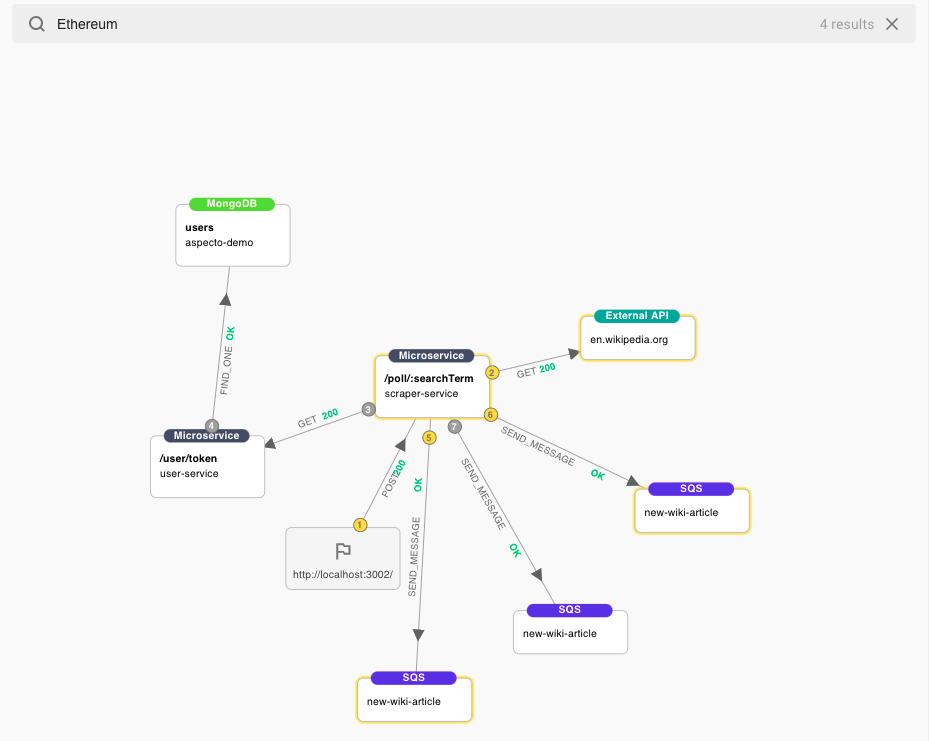 Ethereum
4 results
MongoDB
users
aspecto-demo
FIND_ONE OK
External API
en.wikipedia.org
Microservice
/poll/:searchTerm
scraper-service
2
GET 200
3
GET 200
4
Microservice
/user/token
user-service
5
6
7
SEND_MESSAGE OK
SQS
new-wiki-article
POST 200
1
http://localhost:3002/
SEND_MESSAGE OK
SEND_MESSAGE OK
SQS
new-wiki-article
SQS
new-wiki-article